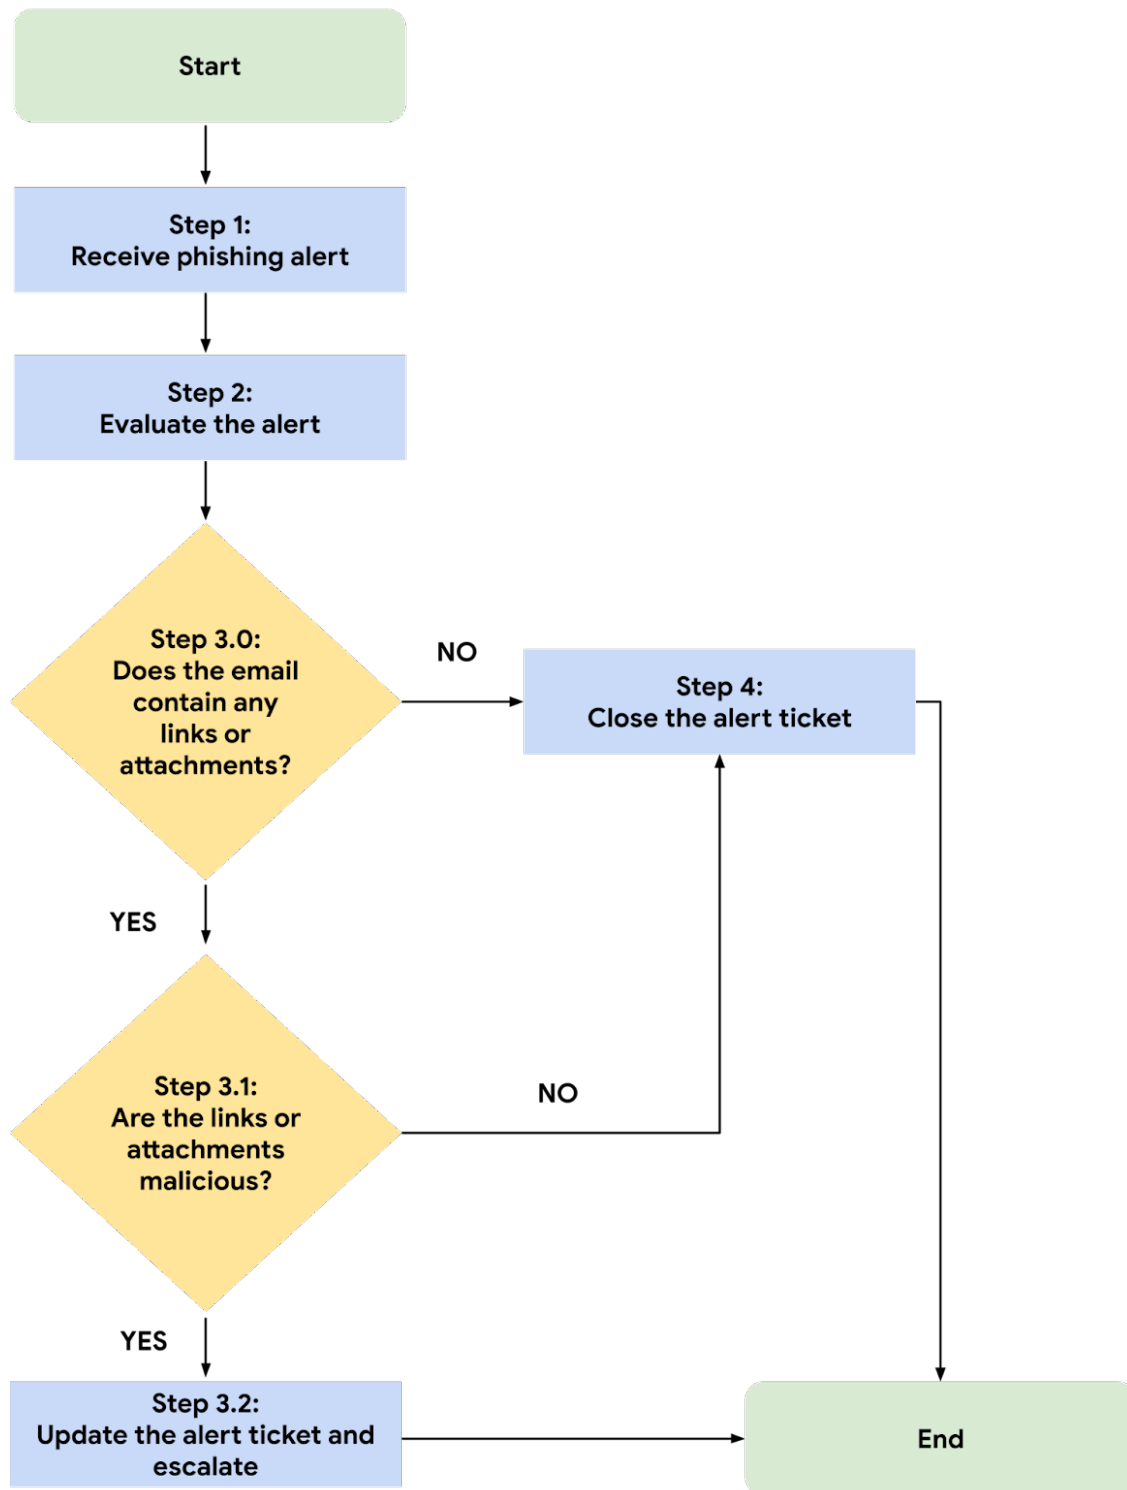 Start
Step 1:
Receive phishing alert
Step 2:
Evaluate the alert
Step 3.0:
Does the email
contain any
links or
attachments?
NO
Step 4:
Close the alert ticket
YES
Step 3.1:
Are the links or
attachments
malicious?
NO
YES
Step 3.2:
Update the alert ticket and
escalate
End